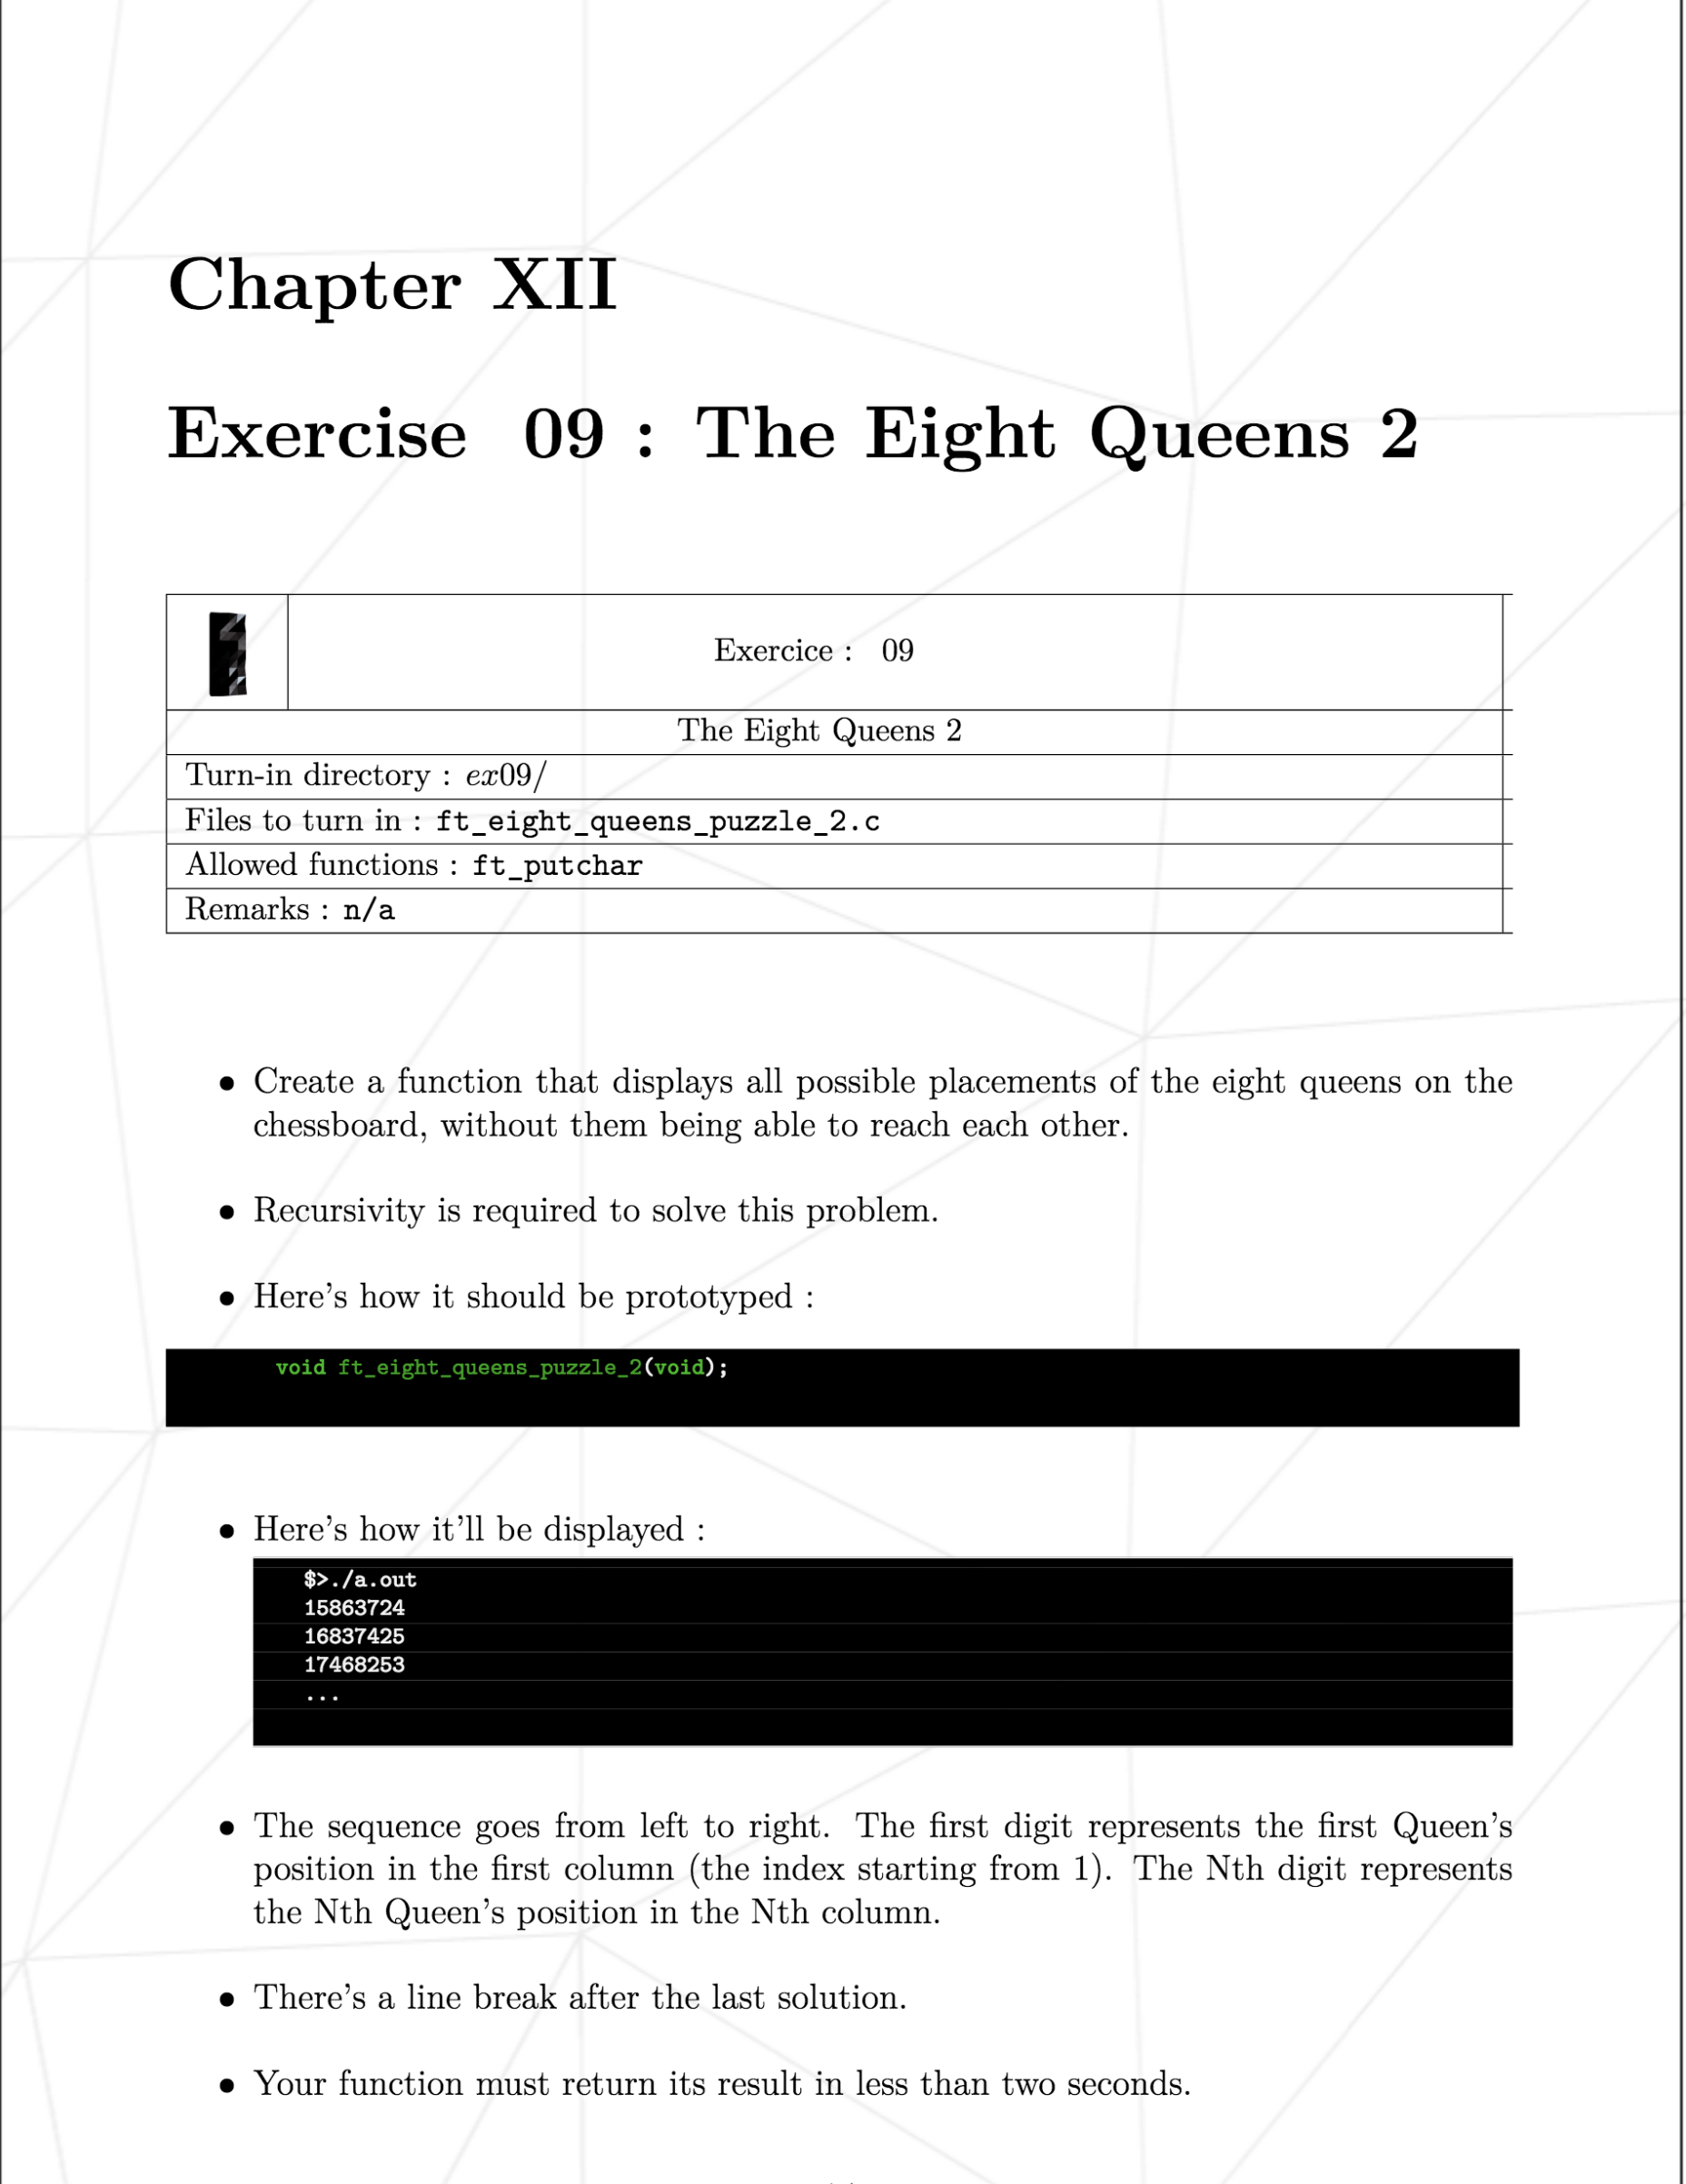 Chapter XII
Exercise 09 : The Eight Queens 2
Exercice : 09
The Eight Queens 2
Turn-in directory : ex09/
Files to turn in : ft_eight_queens_puzzle_2.c
Allowed functions : ft_putchar
Remarks : n/a
• Create a function that displays all possible placements of the eight queens on the
chessboard, without them being able to reach each other.
• Recursivity is required to solve this problem.
• Here's how it should be prototyped :
void ft_eight_queens_puzzle_2(void);
• Here's how it'll be displayed :
$>./a.out
15863724
16837425
17468253
...
• The sequence goes from left to right. The first digit represents the first Queen's
position in the first column (the index starting from 1). The Nth digit represents
the Nth Queen's position in the Nth column.
• There's a line break after the last solution.
• Your function must return its result in less than two seconds.